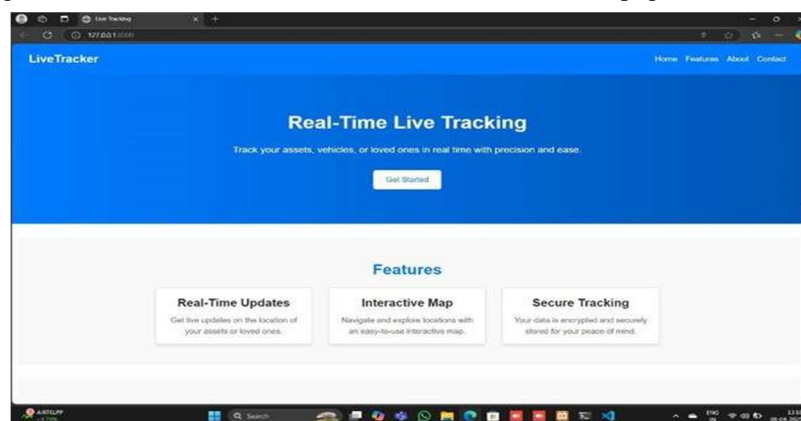 Live Tracking
127.0.0.1:8000
LiveTracker
Home Features About Contact
Real-Time Live Tracking
Track your assets, vehicles, or loved ones in real time with precision and ease.
Get Started
Features
Real-Time Updates
Get live updates on the location of
your assets or loved ones.
Interactive Map
Navigate and explore locations with
an easy-to-use interactive map.
Secure Tracking
Your data is encrypted and securely
stored for your peace of mind.
Search
ENG
IN